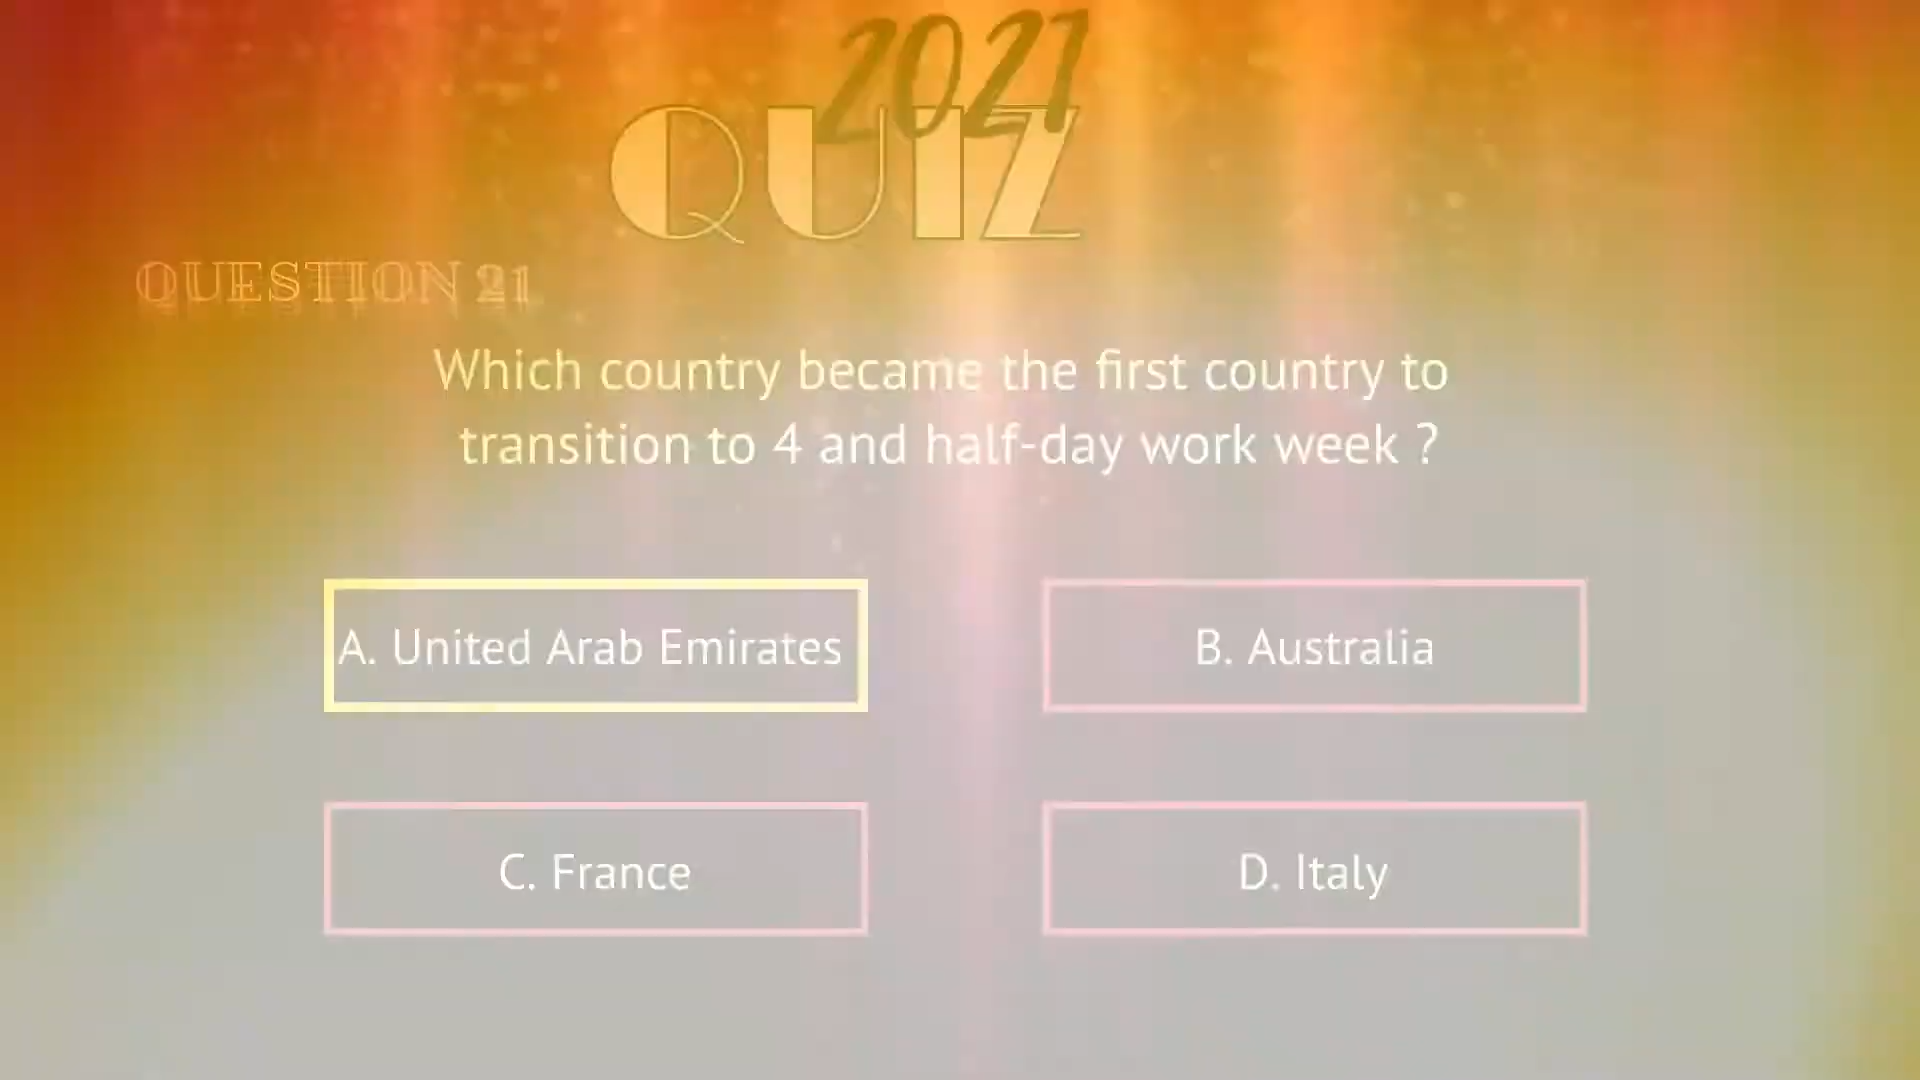 2021
QUIZ
QUESTION 21
Which country became the first country to
transition to 4 and half-day work week ?
A. United Arab Emirates
B. Australia
C. France
D. Italy